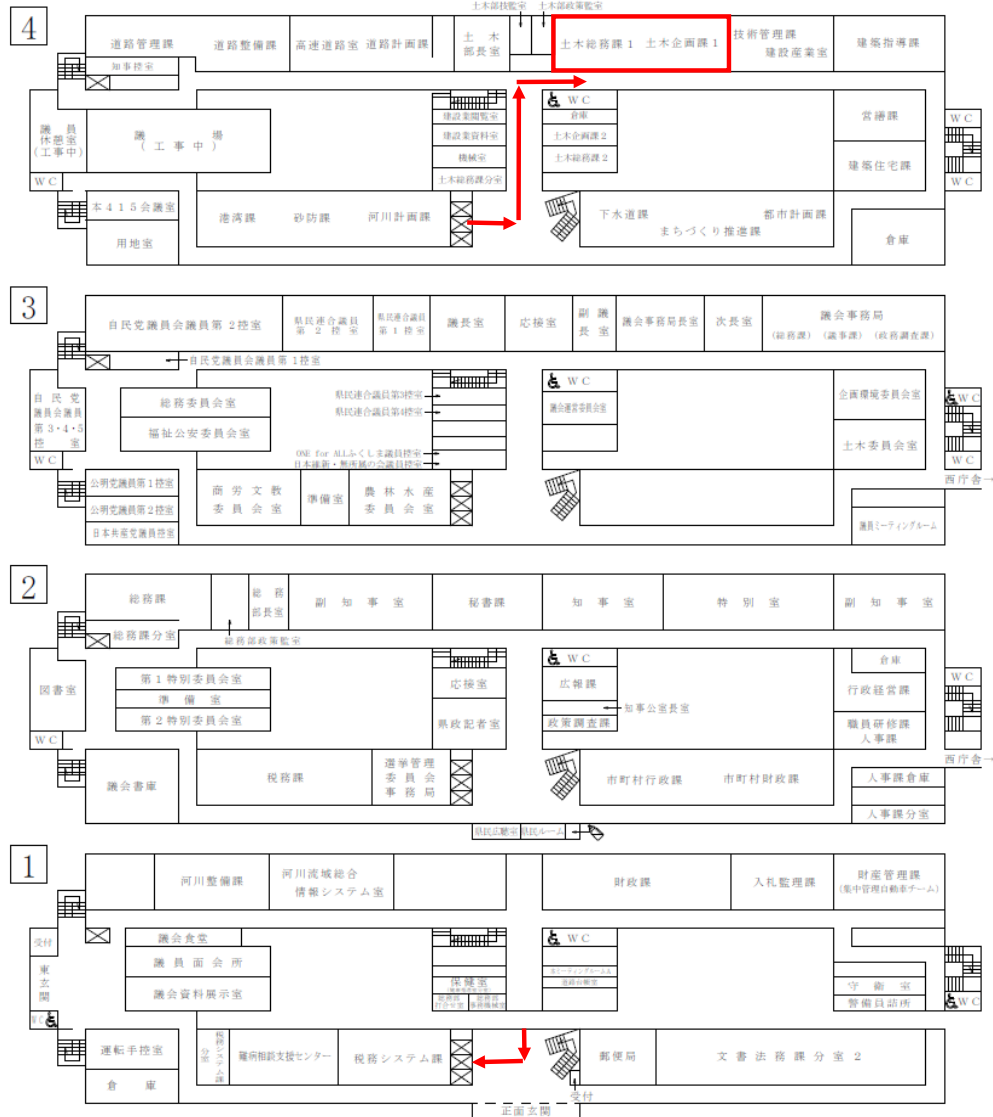 4
土木部技監室 土木部政策監室
道路管理課 道路整備課 高速道路室 道路計画課 土木部長室 土木総務課1 土木企画課1 技術管理課 建設産業室 建築指導課
知事控室
議員休憩室(工事中)
議場(工事中)
建設業閲覧室
建設業資料室
機械室
土木総務課分室
WC
倉庫
土木企画課2
土木総務課2
営繕課
建築住宅課
WC
WC
WC
本415会議室
用地室
港湾課 砂防課 河川計画課
下水道課 まちづくり推進課 都市計画課
倉庫
3
自民党議員会議員第2控室 県民連合議員第2控室 県民連合議員第1控室 議長室 応接室 副議長室 議会事務局長室 次長室 議会事務局
(総務課) (議事課) (政務調査課)
自民党議員会議員第1控室
自民党議員会議員第3・4・5控室
総務委員会室
福祉公安委員会室
県民連合議員第3控室
県民連合議員第4控室
ONE for ALLふくしま議員控室
日本維新・無所属の会議員控室
WC
議会運営委員会室
企画環境委員会室
土木委員会室
WC
WC
WC
西庁舎→
公明党議員第1控室
公明党議員第2控室
日本共産党議員控室
商労文教委員会室 準備室 農林水産委員会室
議員ミーティングルーム
2
総務課 総務部長室 副知事室 秘書課 知事室 特別室 副知事室
総務課分室
総務部政策監室
図書室
第1特別委員会室
準備室
第2特別委員会室
応接室
県政記者室
WC
広報課
知事公室長室
政策調査課
倉庫
行政経営課
職員研修課
人事課
WC
WC
WC
西庁舎→
議会書庫
税務課 選挙管理委員会事務局
市町村行政課 市町村財政課
人事課倉庫
人事課分室
県民広聴室 県民ルーム
1
河川整備課 河川流域総合情報システム室 財政課 入札監理課 財産管理課
(集中管理自動車チーム)
受付
東玄関
WC
議会食堂
議員面会所
議会資料展示室
保健室
WC
守衛室
警備員詰所
WC
WC
運転手控室
倉庫
税務システム課分室 難病相談支援センター 税務システム課
郵便局 文書法務課分室2
受付
正面玄関